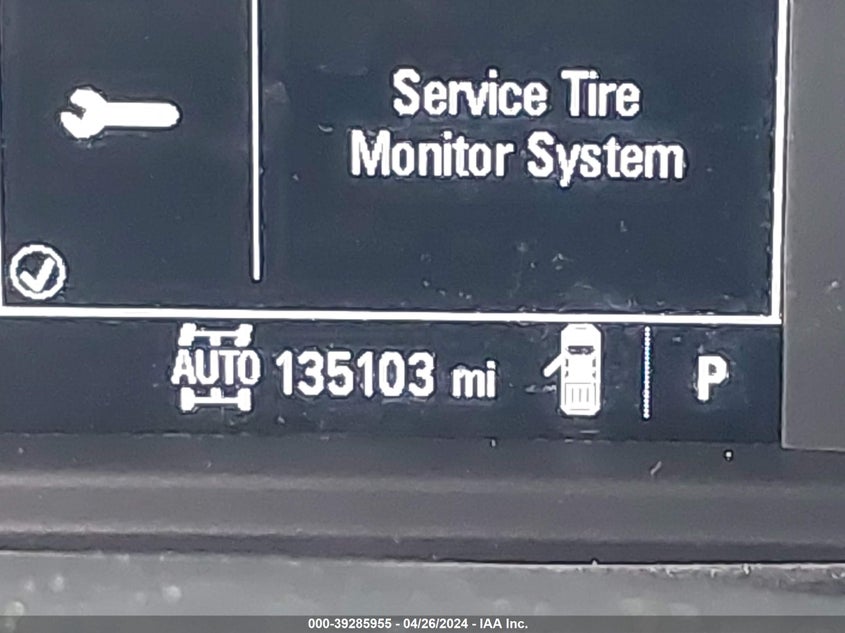 Service Tire
Monitor System
AUTO 135103 mi P
000-39285955 - 04/26/2024 - IAA Inc.